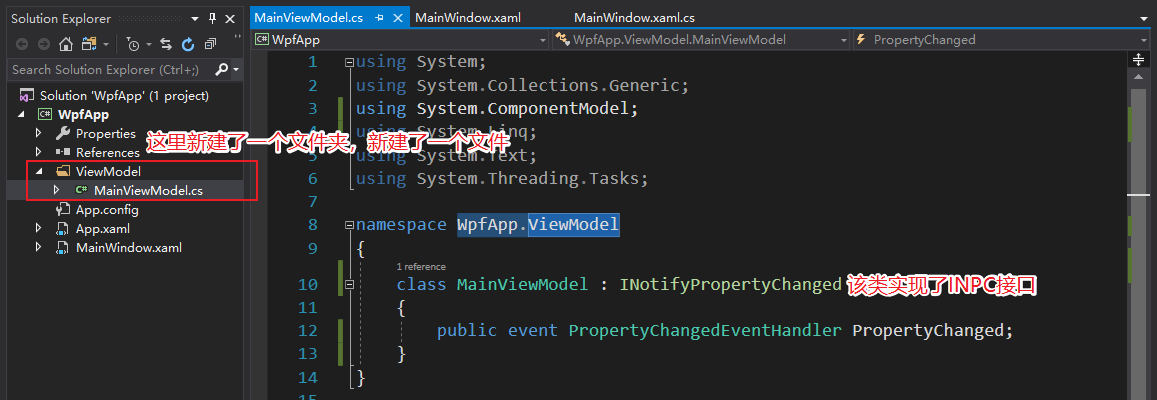 Solution Explorer
Search Solution Explorer (Ctrl+;)
Solution 'WpfApp' (1 project)
WpfApp
Properties
References
ViewModel
MainViewModel.cs
App.config
App.xaml
MainWindow.xaml
这里新建了一个文件夹，新建了一个文件
MainViewModel.cs
MainWindow.xaml
MainWindow.xaml.cs
WpfApp
WpfApp.ViewModel.MainViewModel
PropertyChanged
1 using System;
2 using System.Collections.Generic;
3 using System.ComponentModel;
using System.Linq;
5 using System.Text;
6 using System.Threading.Tasks;
7
8 namespace WpfApp.ViewModel
9 {
1 reference
10 class MainViewModel : INotifyPropertyChanged 该类实现了INPC接口
11 {
12 public event PropertyChangedEventHandler PropertyChanged;
13 }
14 }